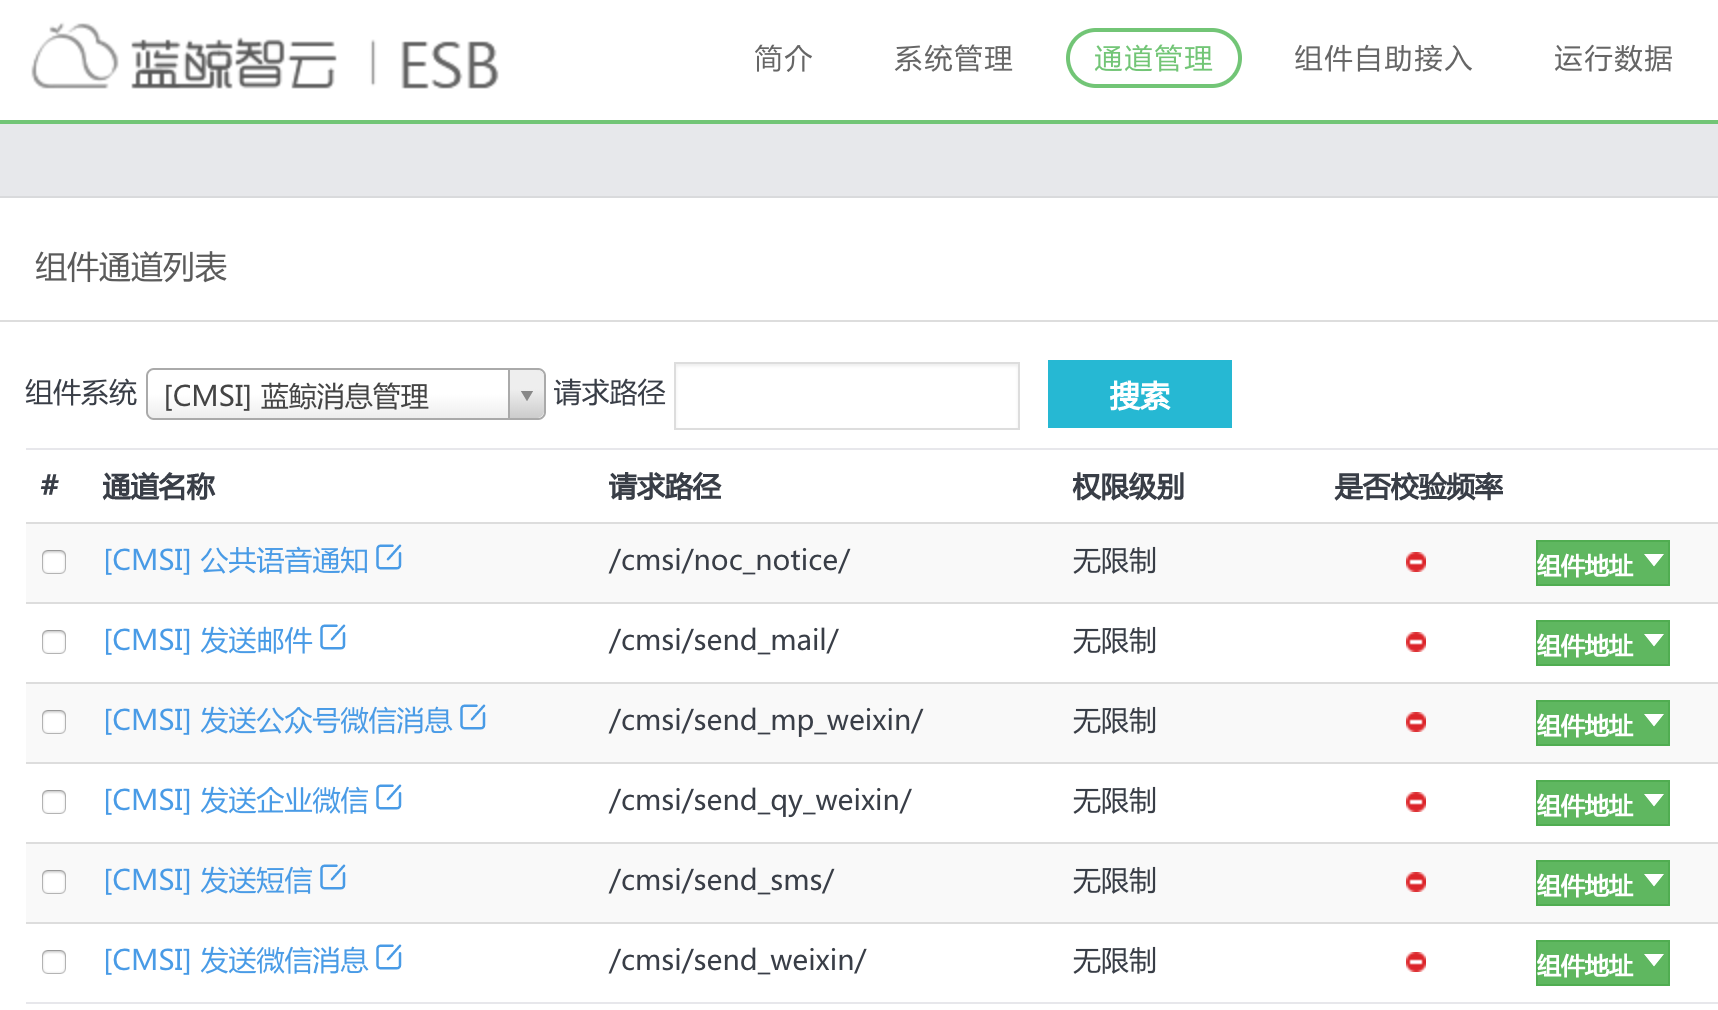 蓝鲸智云 | ESB 简介 系统管理 通道管理 组件自助接入 运行数据
组件通道列表
组件系统 [CMSI] 蓝鲸消息管理 请求路径 搜索
# 通道名称 请求路径 权限级别 是否校验频率
[CMSI] 公共语音通知 /cmsi/noc_notice/ 无限制 组件地址
[CMSI] 发送邮件 /cmsi/send_mail/ 无限制 组件地址
[CMSI] 发送公众号微信消息 /cmsi/send_mp_weixin/ 无限制 组件地址
[CMSI] 发送企业微信 /cmsi/send_qy_weixin/ 无限制 组件地址
[CMSI] 发送短信 /cmsi/send_sms/ 无限制 组件地址
[CMSI] 发送微信消息 /cmsi/send_weixin/ 无限制 组件地址